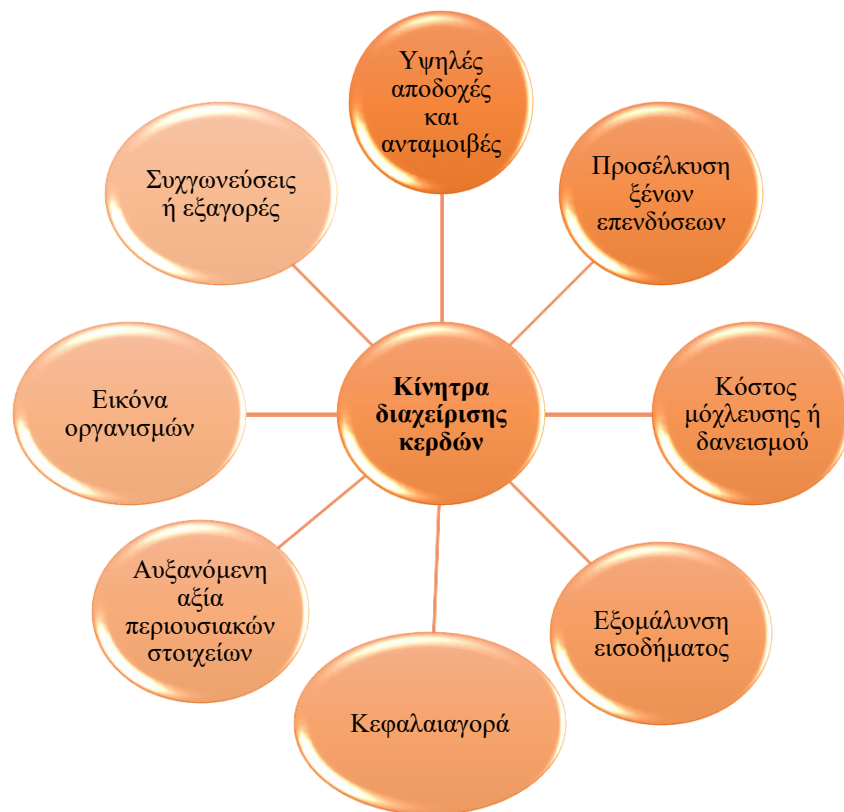 Υψηλές
αποδοχές
και
ανταμοιβές
Προσέλκυση
ξένων
επενδύσεων
Κόστος
μόχλευσης ή
δανεισμού
Εξομάλυνση
εισοδήματος
Κεφαλαιαγορά
Αυξανόμενη
αξία
περιουσιακών
στοιχείων
Εικόνα
οργανισμών
Συχγωνεύσεις
ή εξαγορές
Κίνητρα
διαχείρισης
κερδών